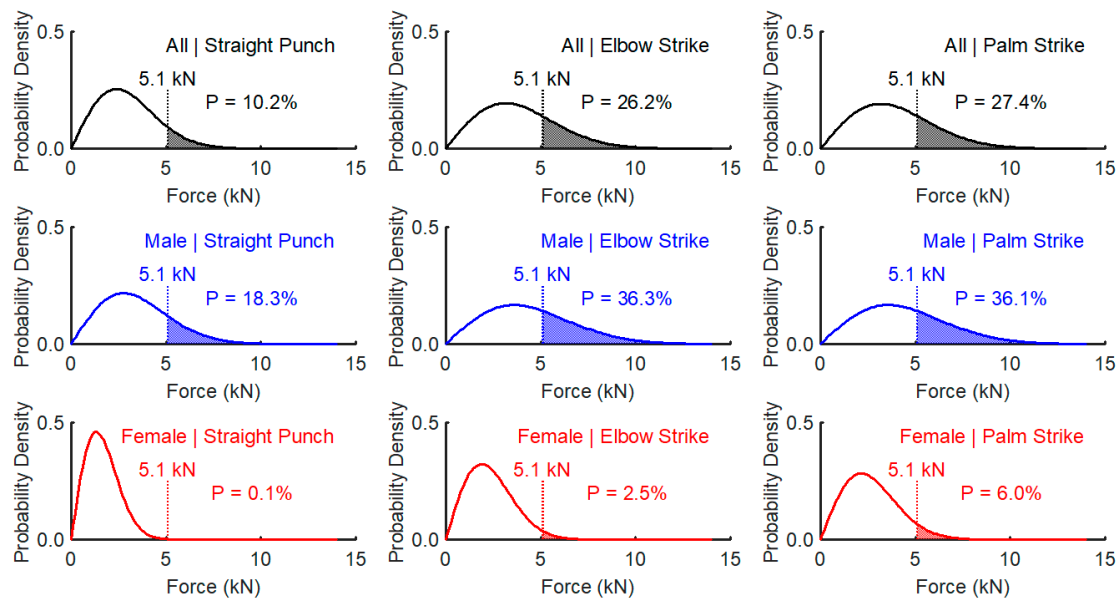 All | Straight Punch
0.5
5.1 kN
P = 10.2%
0.0
0
5
10
15
Force (kN)
Probability Density
All | Elbow Strike
0.5
5.1 kN
P = 26.2%
0.0
0
5
10
15
Force (kN)
Probability Density
All | Palm Strike
0.5
5.1 kN
P = 27.4%
0.0
0
5
10
15
Force (kN)
Probability Density
Male | Straight Punch
0.5
5.1 kN
P = 18.3%
0.0
0
5
10
15
Force (kN)
Probability Density
Male | Elbow Strike
0.5
5.1 kN
P = 36.3%
0.0
0
5
10
15
Force (kN)
Probability Density
Male | Palm Strike
0.5
5.1 kN
P = 36.1%
0.0
0
5
10
15
Force (kN)
Probability Density
Female | Straight Punch
0.5
5.1 kN
P = 0.1%
0.0
0
5
10
15
Force (kN)
Probability Density
Female | Elbow Strike
0.5
5.1 kN
P = 2.5%
0.0
0
5
10
15
Force (kN)
Probability Density
Female | Palm Strike
0.5
5.1 kN
P = 6.0%
0.0
0
5
10
15
Force (kN)
Probability Density